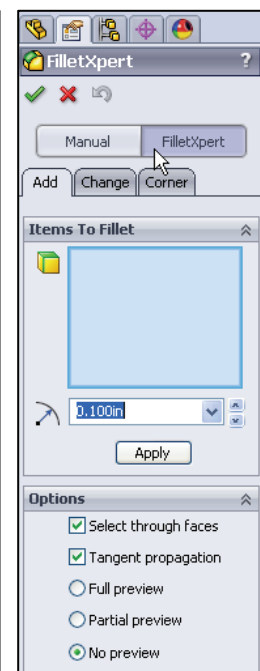 FilletXpert ?
Manual FilletXpert
Add Change Corner
Items To Fillet
0.100in
Apply
Options
Select through faces
Tangent propagation
Full preview
Partial preview
No preview